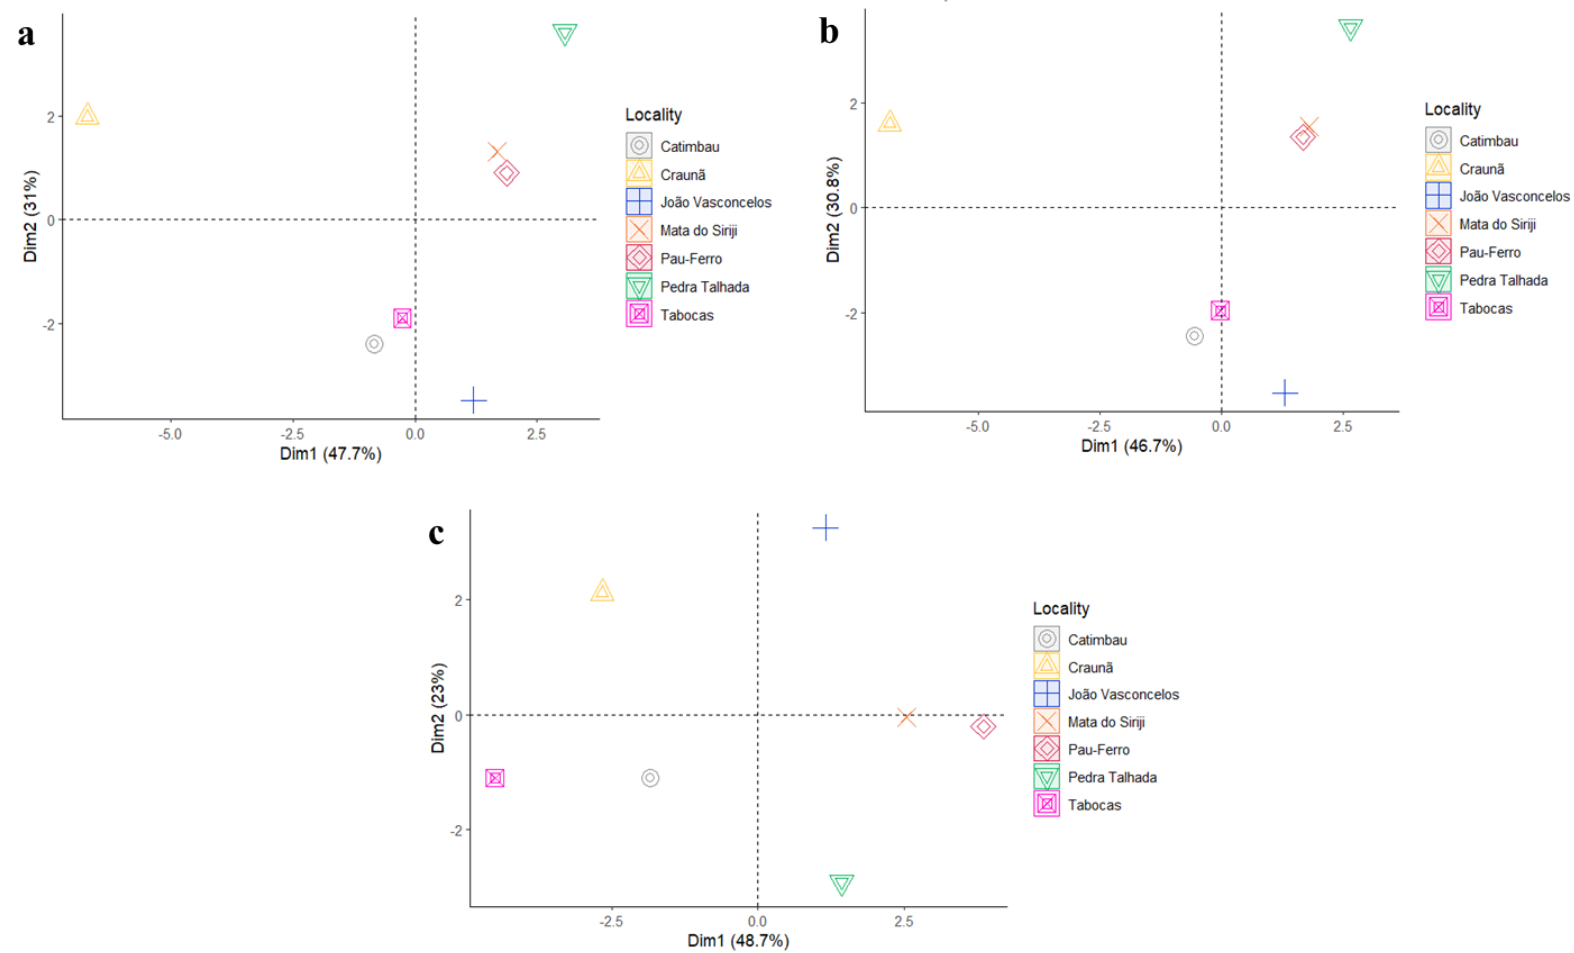 a
Dim2 (31%)
2
0
-2
-5.0
-2.5
0.0
2.5
Dim1 (47.7%)
Locality
Catimbau
Craunã
João Vasconcelos
Mata do Siriji
Pau-Ferro
Pedra Talhada
Tabocas
b
Dim2 (30.8%)
2
0
-2
-5.0
-2.5
0.0
2.5
Dim1 (46.7%)
Locality
Catimbau
Craunã
João Vasconcelos
Mata do Siriji
Pau-Ferro
Pedra Talhada
Tabocas
c
Dim2 (23%)
2
0
-2
-2.5
0.0
2.5
Dim1 (48.7%)
Locality
Catimbau
Craunã
João Vasconcelos
Mata do Siriji
Pau-Ferro
Pedra Talhada
Tabocas